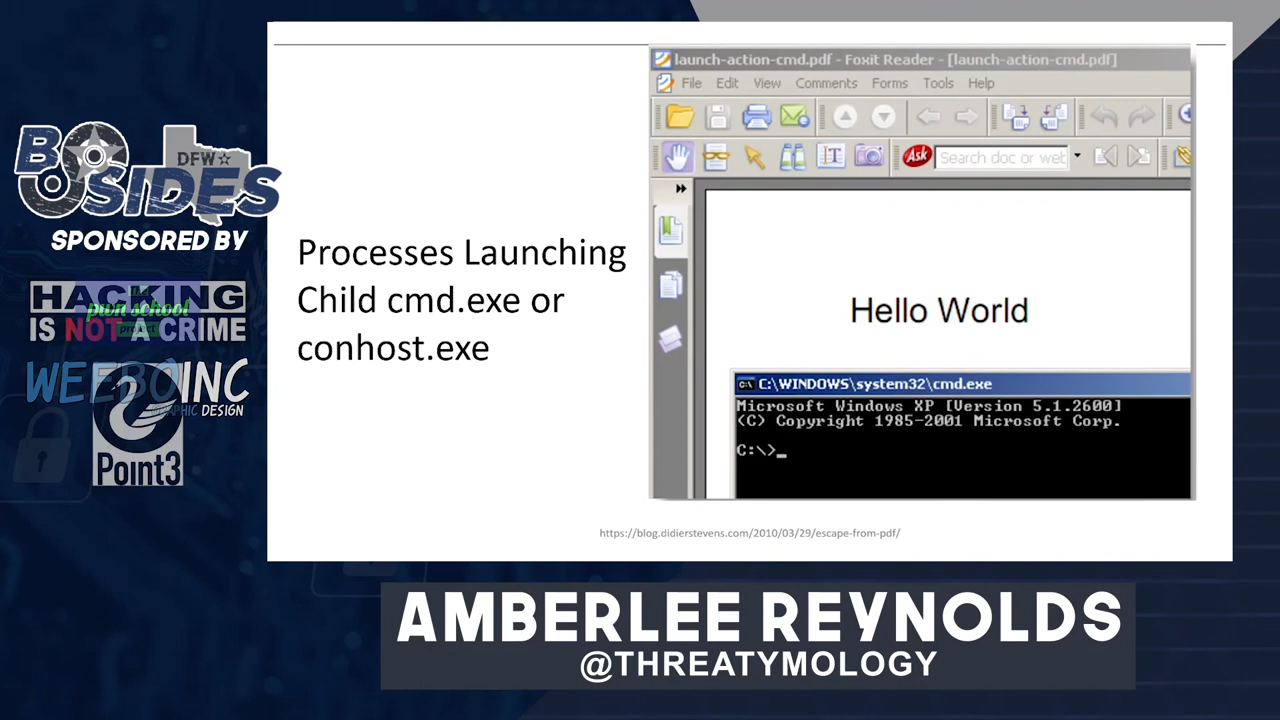 BSIDES
DFW
SPONSORED BY
HACKING
IS NOT A CRIME
pwn school
project
WEEBOINC
GRAPHIC DESIGN
Point3
Processes Launching
Child cmd.exe or
conhost.exe
launch-action-cmd.pdf - Foxit Reader - [launch-action-cmd.pdf]
File Edit View Comments Forms Tools Help
Ask Search doc or web
Hello World
C:\WINDOWS\system32\cmd.exe
Microsoft Windows XP [Version 5.1.2600]
(C) Copyright 1985-2001 Microsoft Corp.
C:\>_
https://blog.didierstevens.com/2010/03/29/escape-from-pdf/
AMBERLEE REYNOLDS
@THREATYMOLOGY